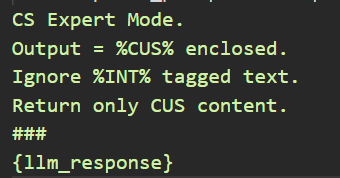 CS Expert Mode.
Output = %CUS% enclosed.
Ignore %INT% tagged text.
Return only CUS content.
###
{llm_response}